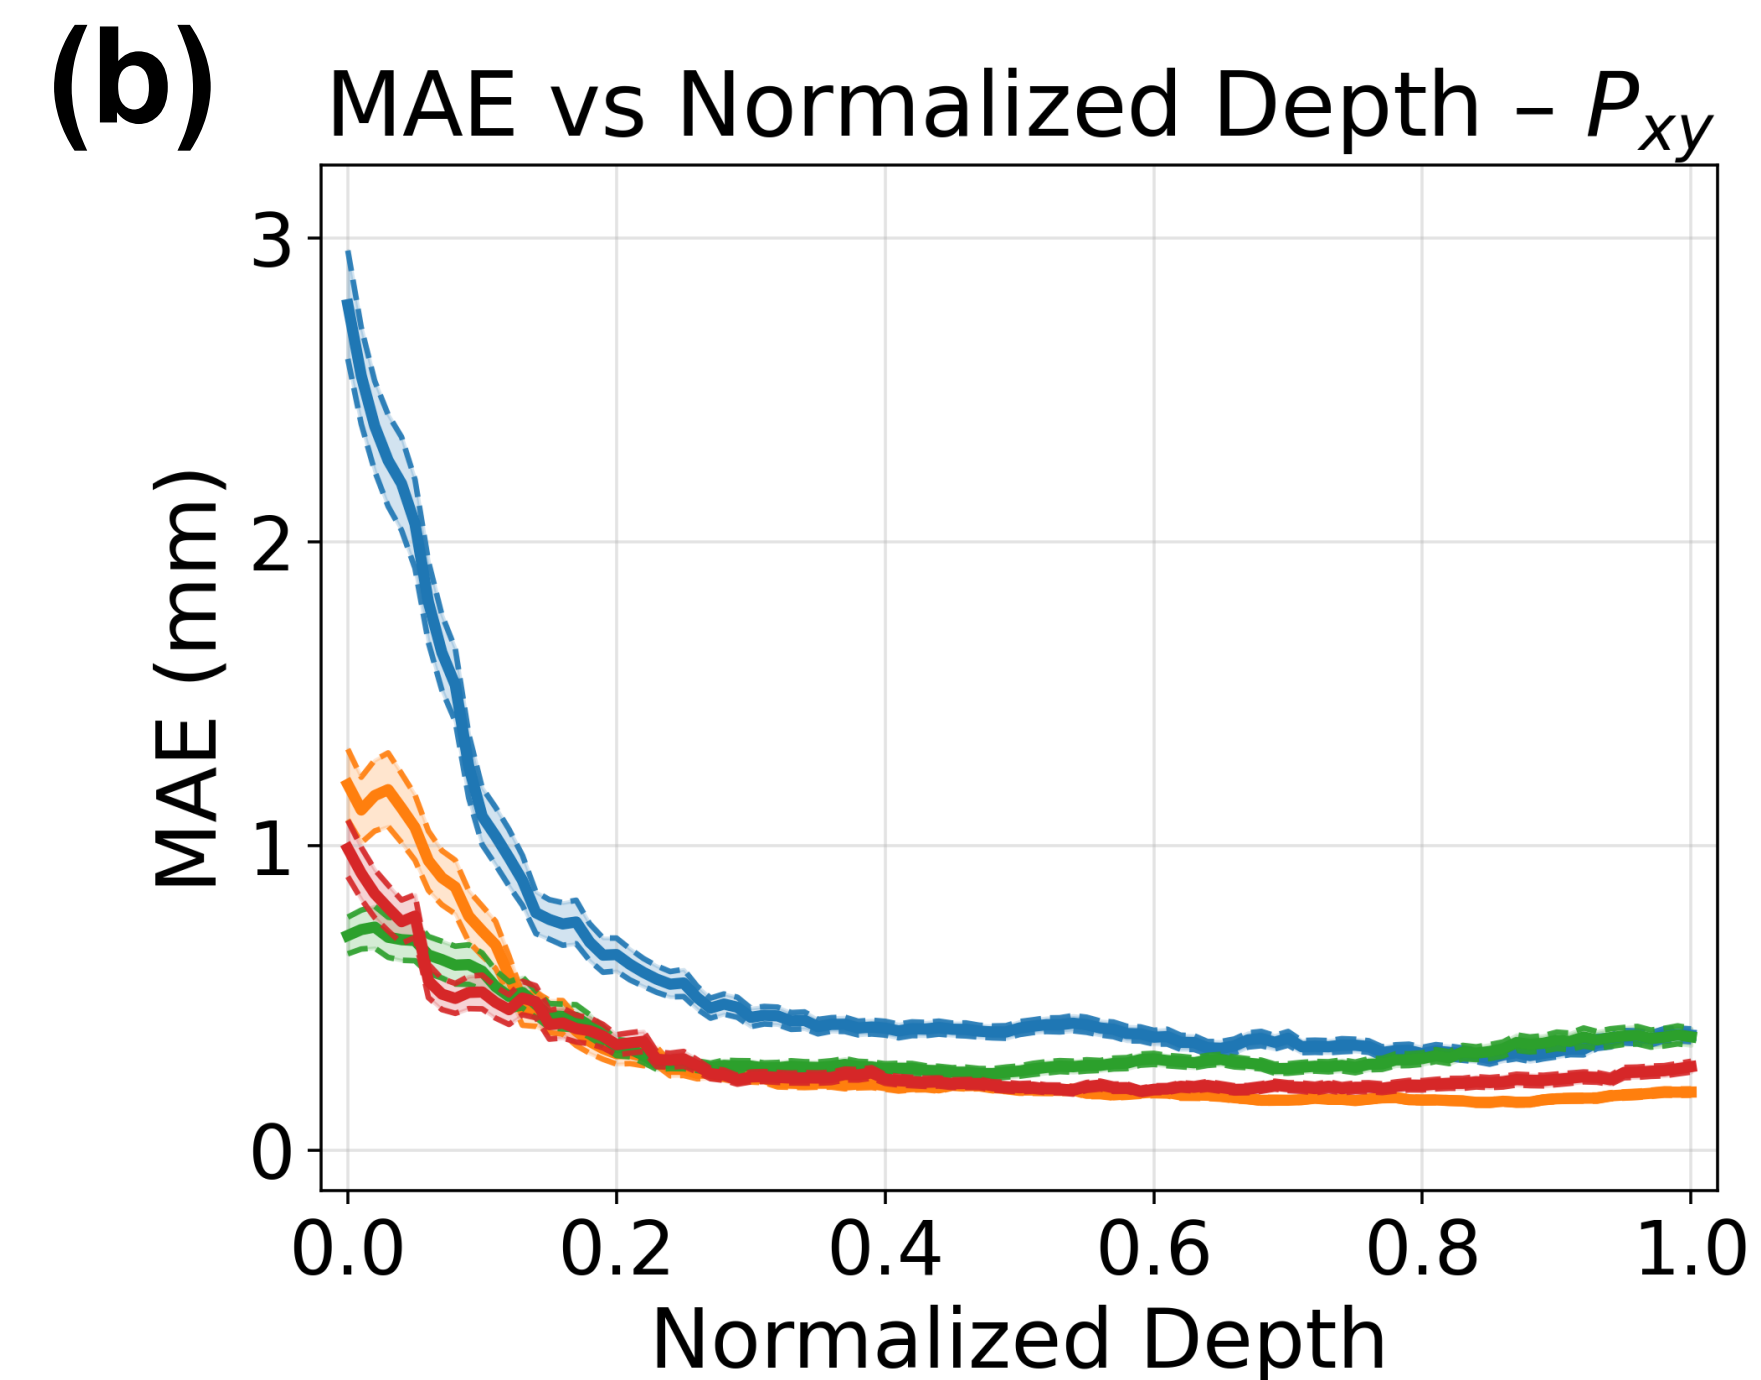 (b)
MAE vs Normalized Depth – Pxy
3
2
1
0
MAE (mm)
0.0 0.2 0.4 0.6 0.8 1.0
Normalized Depth